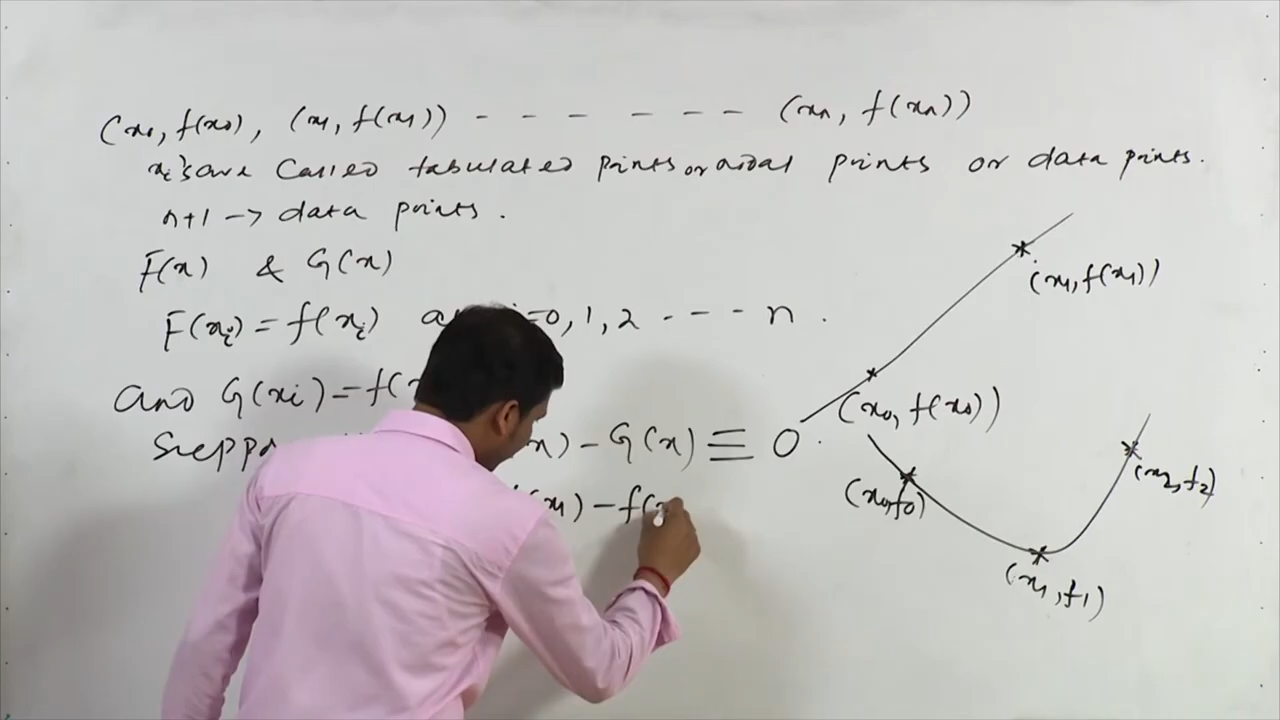 (x₀, f(x₀), (x₁, f(x₁)) - - - - - - - (xₙ, f(xₙ))
xᵢ's are called tabulated points or nodal points or data points.
n+1 → data points.
F(x) & G(x)
F(xᵢ) = f(xᵢ) =0, 1, 2 - - - - n.
and G(xᵢ) = f(
x) - G(x) ≡ 0.
(x₁) - f(x
(x₁, f(x₁))
(x₀, f(x₀))
(x₀, f₀)
(x₂, f₂)
(x₁, f₁)